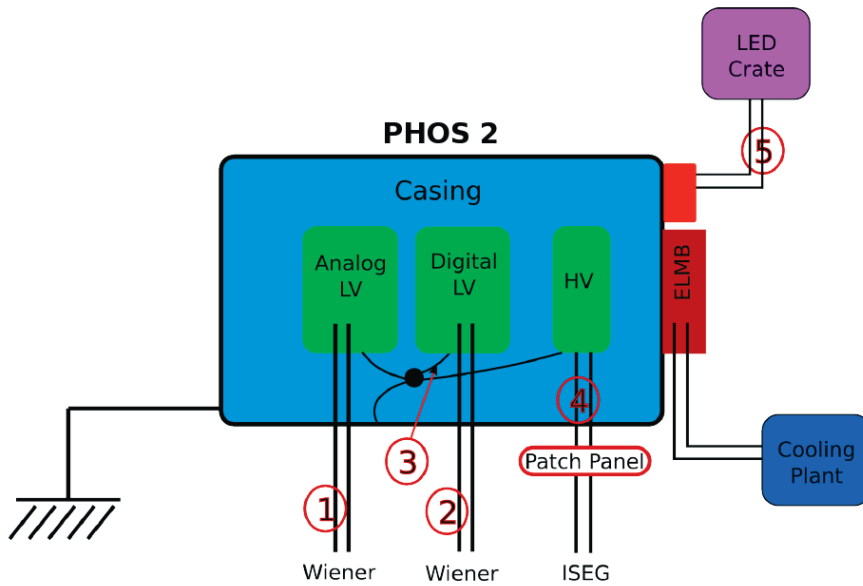 LED
Crate
PHOS 2
5
Casing
Analog
LV
Digital
LV
HV
ELMB
4
3
Patch Panel
Cooling
Plant
1
2
Wiener
Wiener
ISEG